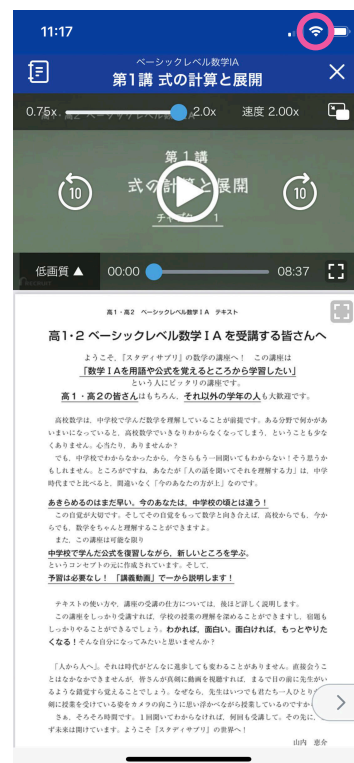 11:17
ベーシックレベル数学IA
第1講 式の計算と展開
0.75x
2.0x
速度 2.00x
第1講
式の計算と展開
チャプター 1
10
10
低画質 ▲
00:00
08:37
高1・高2 ベーシックレベル数学ⅠA テキスト
高1・2 ベーシックレベル数学ⅠA を受講する皆さんへ
ようこそ、『スタディサプリ』の数学の講座へ！ この講座は
「数学ⅠAを用語や公式を覚えるところから学習したい」
という人にピッタリの講座です。
高1・高2の皆さんはもちろん、それ以外の学年の人も大歓迎です。
高校数学は、中学校で学んだ数学を理解していることが前提です。ある分野で何かがあ
いまいになっていると、高校数学でいきなりわからなくなってしまう、ということも少な
くありません。心当たり、ありませんか？
でも、中学校でわからなかったから、今さらもう一回聞いてもわからない！そう思うか
もしれません。ところがですね、あなたが「人の話を聞いてそれを理解する力」は、中学
時代までと比べると、間違いなく「今のあなたの方が上」なのです。
あきらめるのはまだ早い。今のあなたは、中学校の頃とは違う！
この自覚が大切です。そしてその自覚をもって数学と向き合えば、高校からでも、今か
らでも、数学をちゃんと理解することができますよ。
また、この講座は可能な限り
中学校で学んだ公式を復習しながら、新しいところを学ぶ。
というコンセプトの元に作成されています。そして、
予習は必要なし！ 「講義動画」で一から説明します！
テキストの使い方や、講座の受講の仕方については、後ほど詳しく説明します。
この講座をしっかり受講すれば、学校の授業の理解を深めることができますし、宿題も
しっかりやることができるでしょう。わかれば、面白い。面白ければ、もっとやりた
くなる！そんな自分になってみたいと思いませんか？
「人から人へ」。それは時代がどんなに進歩しても変わることがありません。直接会うこ
とはなかなかできませんが、皆さんが真剣に動画を視聴すれば、まるで目の前に先生がい
るような錯覚すら覚えることでしょう。なぜなら、先生はいつでも君たち一人ひとりが
剣に授業を受けている姿をカメラの向こうに思い浮かべながら授業しているのですか
さぁ、そろそろ時間です。1回聞いてわからなければ、何回も受講して。その先に、
ず未来は開けています。ようこそ『スタディサプリ』の世界へ！
山内 恵介